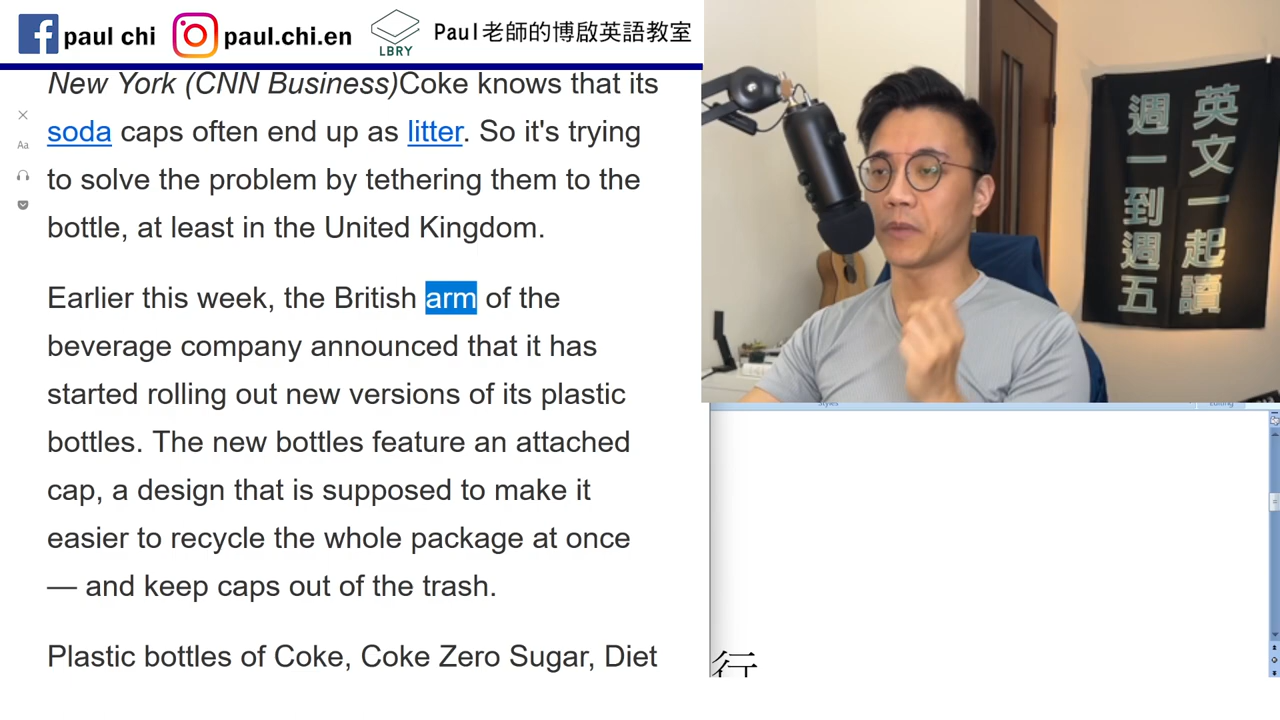 paul chi
paul.chi.en
LBRY
Paul老師的博啟英語教室
New York (CNN Business)Coke knows that its
soda caps often end up as litter. So it's trying
to solve the problem by tethering them to the
bottle, at least in the United Kingdom.
Earlier this week, the British arm of the
beverage company announced that it has
started rolling out new versions of its plastic
bottles. The new bottles feature an attached
cap, a design that is supposed to make it
easier to recycle the whole package at once
— and keep caps out of the trash.
Plastic bottles of Coke, Coke Zero Sugar, Diet
Aa
英文一起讀
週一到週五
行